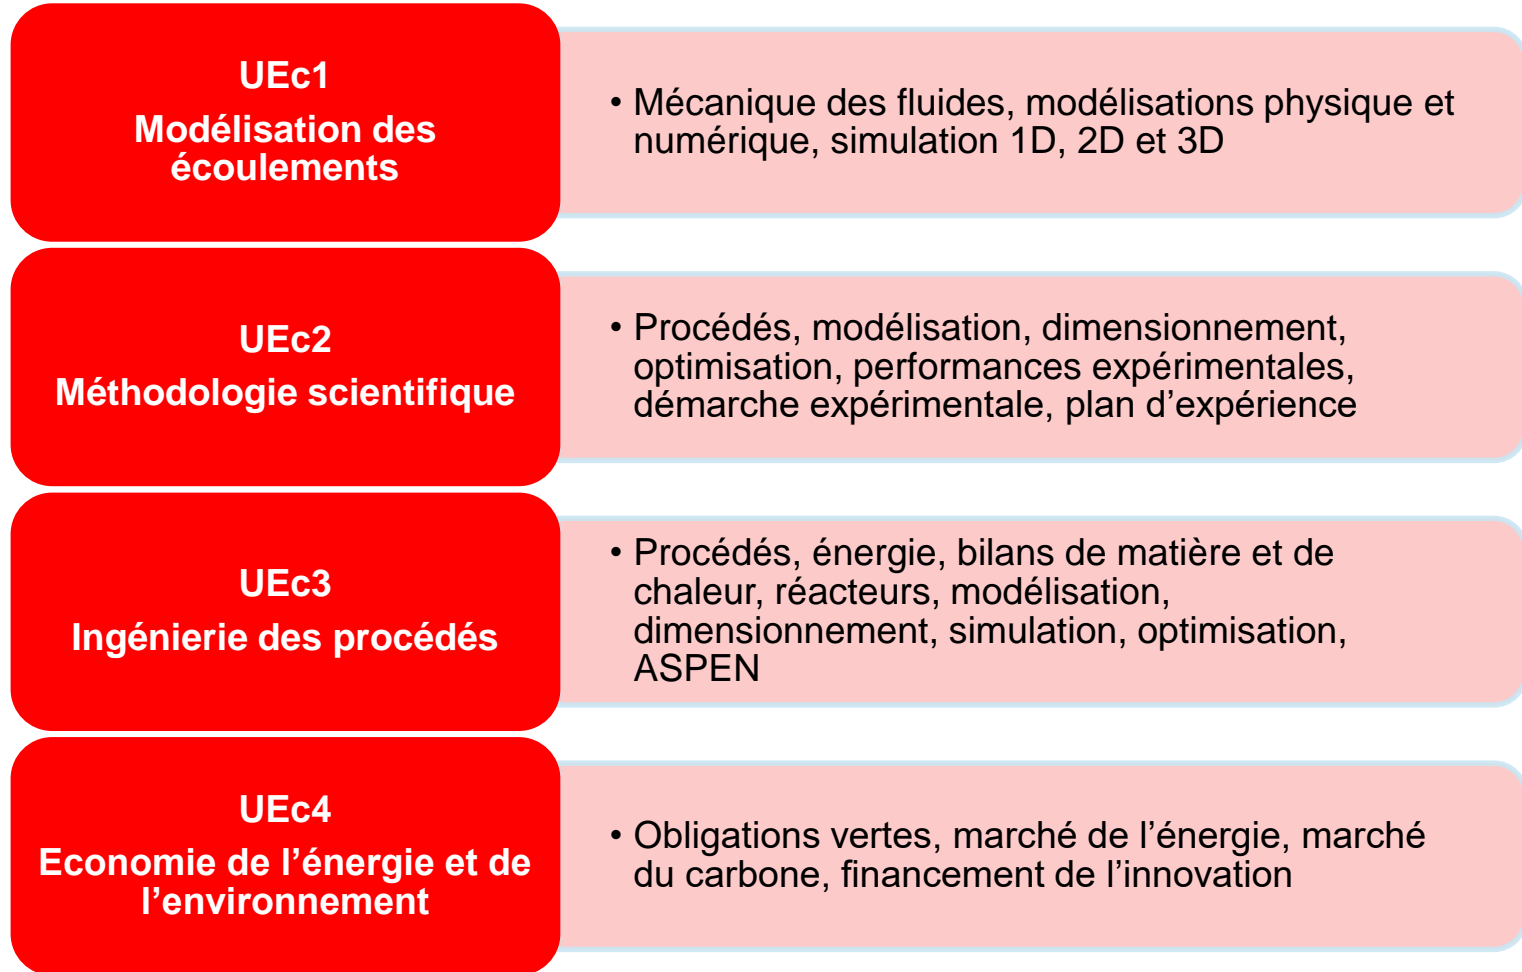 UEc1
Modélisation des
écoulements
• Mécanique des fluides, modélisations physique et
numérique, simulation 1D, 2D et 3D
UEc2
Méthodologie scientifique
• Procédés, modélisation, dimensionnement,
optimisation, performances expérimentales,
démarche expérimentale, plan d’expérience
UEc3
Ingénierie des procédés
• Procédés, énergie, bilans de matière et de
chaleur, réacteurs, modélisation,
dimensionnement, simulation, optimisation,
ASPEN
UEc4
Economie de l’énergie et de
l’environnement
• Obligations vertes, marché de l’énergie, marché
du carbone, financement de l’innovation